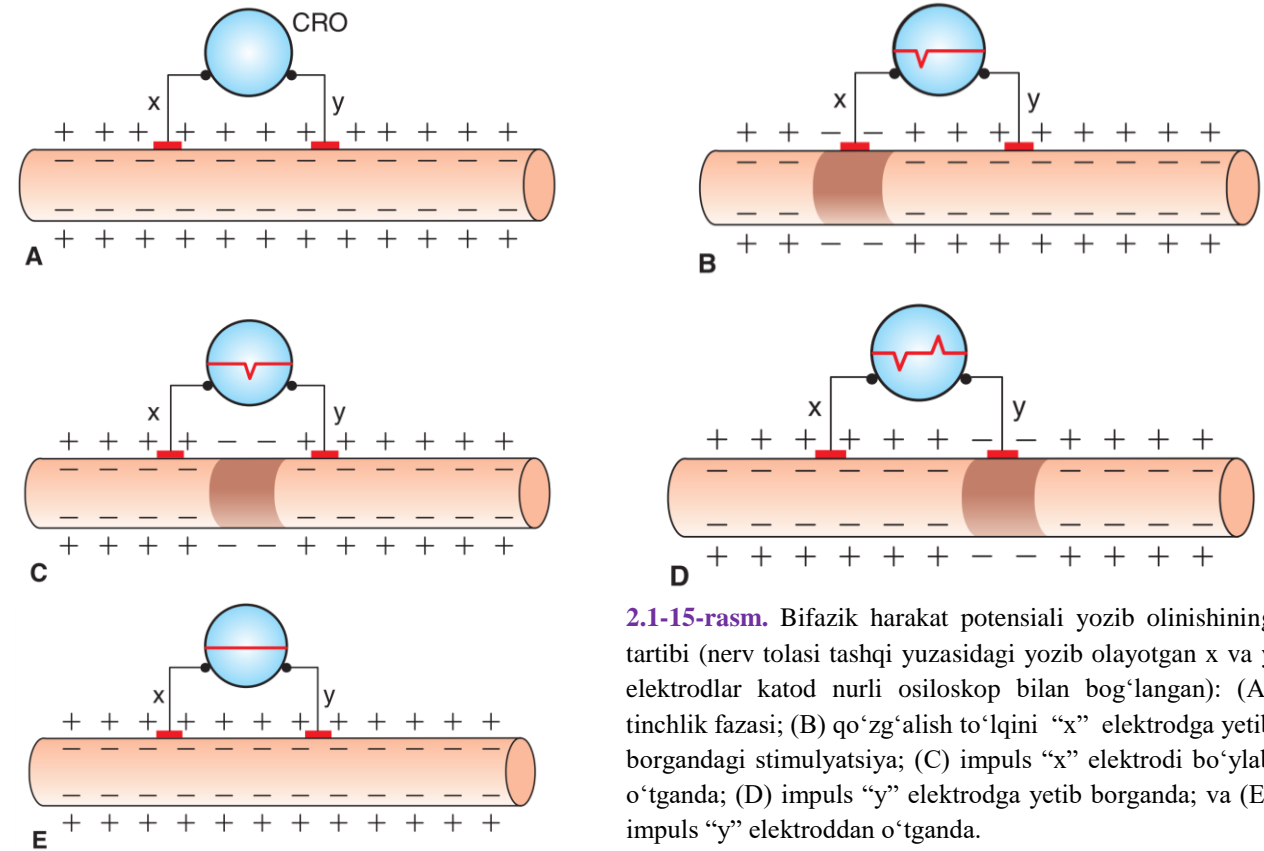 CRO
x y
+ + + + + + + + + + + +
— — — — — — — — — — — —
— — — — — — — — — — — —
+ + + + + + + + + + + +
A
x y
+ + — — + + + + + + + +
— — — — — — — — — —
— — — — — — — — — —
+ + — — + + + + + + + +
B
x y
+ + + + — — + + + + + +
— — — — — — — — — —
— — — — — — — — — —
+ + + + — — + + + + + +
C
x y
+ + + + + + — — + + + +
— — — — — — — — — —
— — — — — — — — — —
+ + + + + + — — + + + +
D
x y
+ + + + + + + + + + + +
— — — — — — — — — — — —
— — — — — — — — — — — —
+ + + + + + + + + + + +
E
2.1-15-rasm. Bifazik harakat potensiali yozib olinishining
tartibi (nerv tolasi tashqi yuzasidagi yozib olayotgan x va y
elektrodlar katod nurli osiloskop bilan bog‘langan): (A)
tinchlik fazasi; (B) qo‘zg‘alish to‘lqini “x” elektrodga yetib
borgandagi stimulyatsiya; (C) impuls “x” elektrodi bo‘ylab
o‘tganda; (D) impuls “y” elektrodga yetib borganda; va (E)
impuls “y” elektroddan o‘tganda.